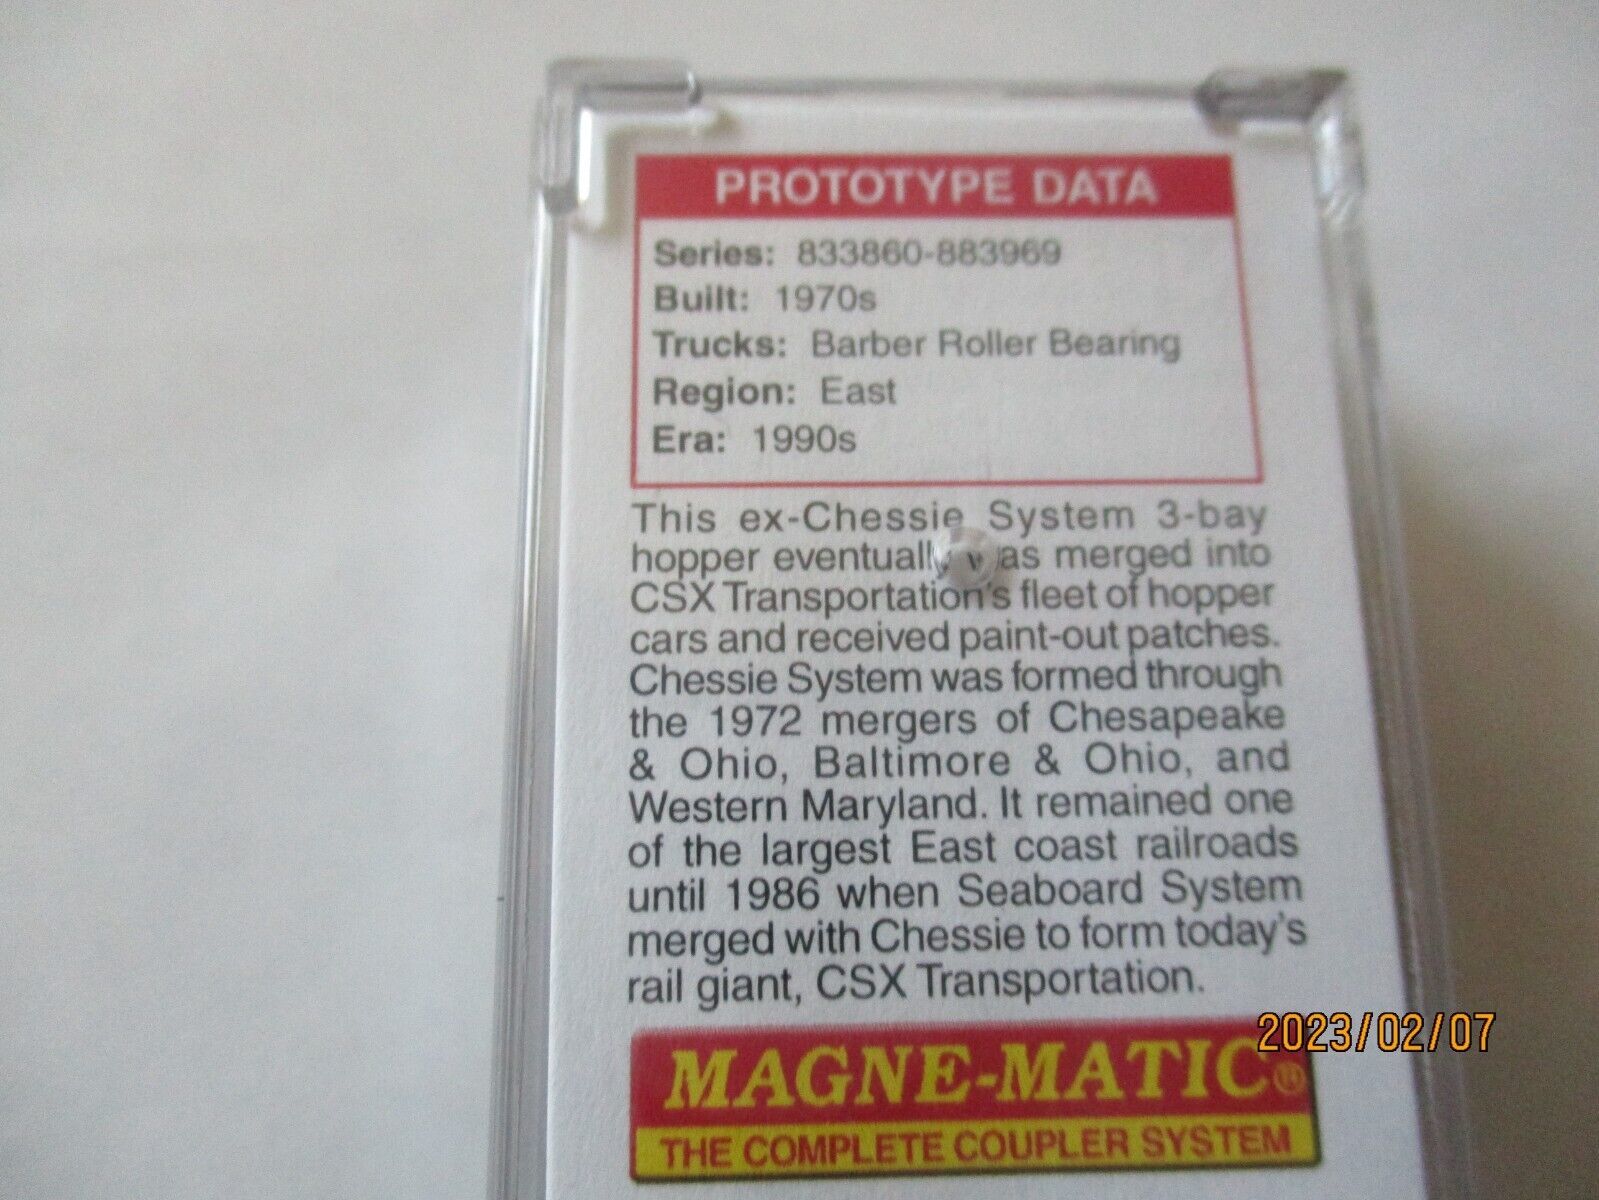 PROTOTYPE DATA
Series: 833860-883969
Built: 1970s
Trucks: Barber Roller Bearing
Region: East
Era: 1990s
This ex-Chessie System 3-bay
hopper eventually was merged into
CSX Transportation's fleet of hopper
cars and received paint-out patches.
Chessie System was formed through
the 1972 mergers of Chesapeake
& Ohio, Baltimore & Ohio, and
Western Maryland. It remained one
of the largest East coast railroads
until 1986 when Seaboard System
merged with Chessie to form today's
rail giant, CSX Transportation.
2023/02/07
MAGNE-MATIC®
THE COMPLETE COUPLER SYSTEM